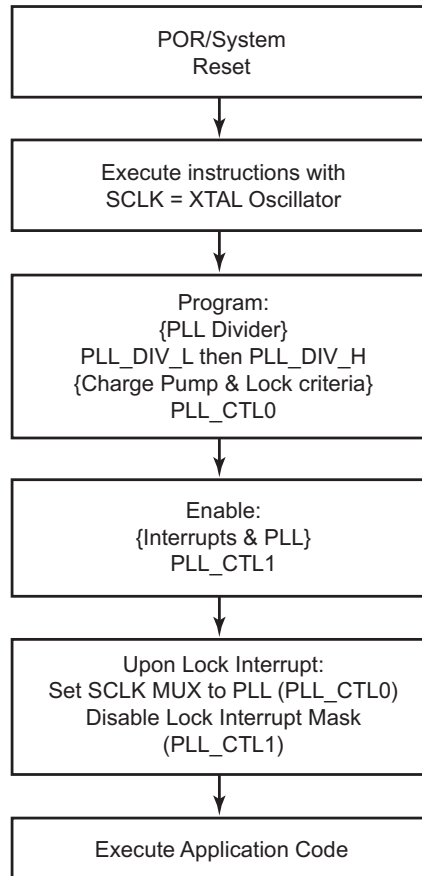 POR/System
Reset
Execute instructions with
SCLK = XTAL Oscillator
Program:
{PLL Divider}
PLL_DIV_L then PLL_DIV_H
{Charge Pump & Lock criteria}
PLL_CTL0
Enable:
{Interrupts & PLL}
PLL_CTL1
Upon Lock Interrupt:
Set SCLK MUX to PLL (PLL_CTL0)
Disable Lock Interrupt Mask
(PLL_CTL1)
Execute Application Code